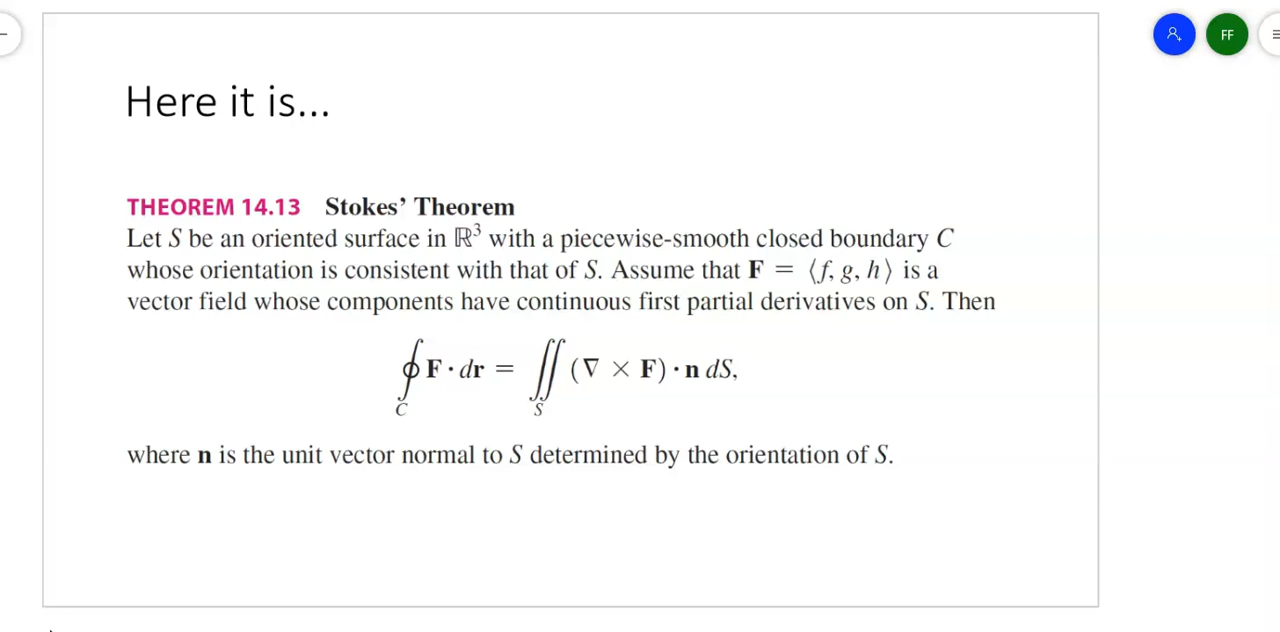 FF
Here it is...
THEOREM 14.13 Stokes’ Theorem
Let S be an oriented surface in ℝ³ with a piecewise-smooth closed boundary C
whose orientation is consistent with that of S. Assume that F = ⟨f, g, h⟩ is a
vector field whose components have continuous first partial derivatives on S. Then
∮_C F · dr = ∬_S (∇ × F) · n dS,
where n is the unit vector normal to S determined by the orientation of S.